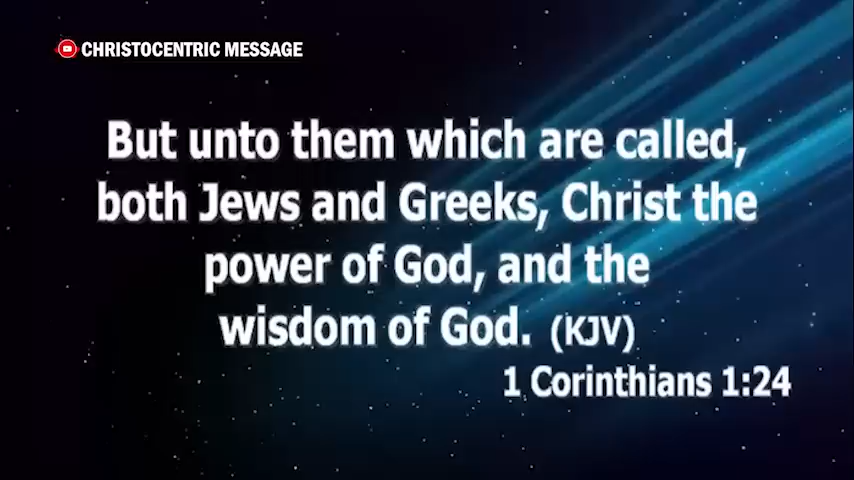 CHRISTOCENTRIC MESSAGE
But unto them which are called,
both Jews and Greeks, Christ the
power of God, and the
wisdom of God. (KJV)
1 Corinthians 1:24